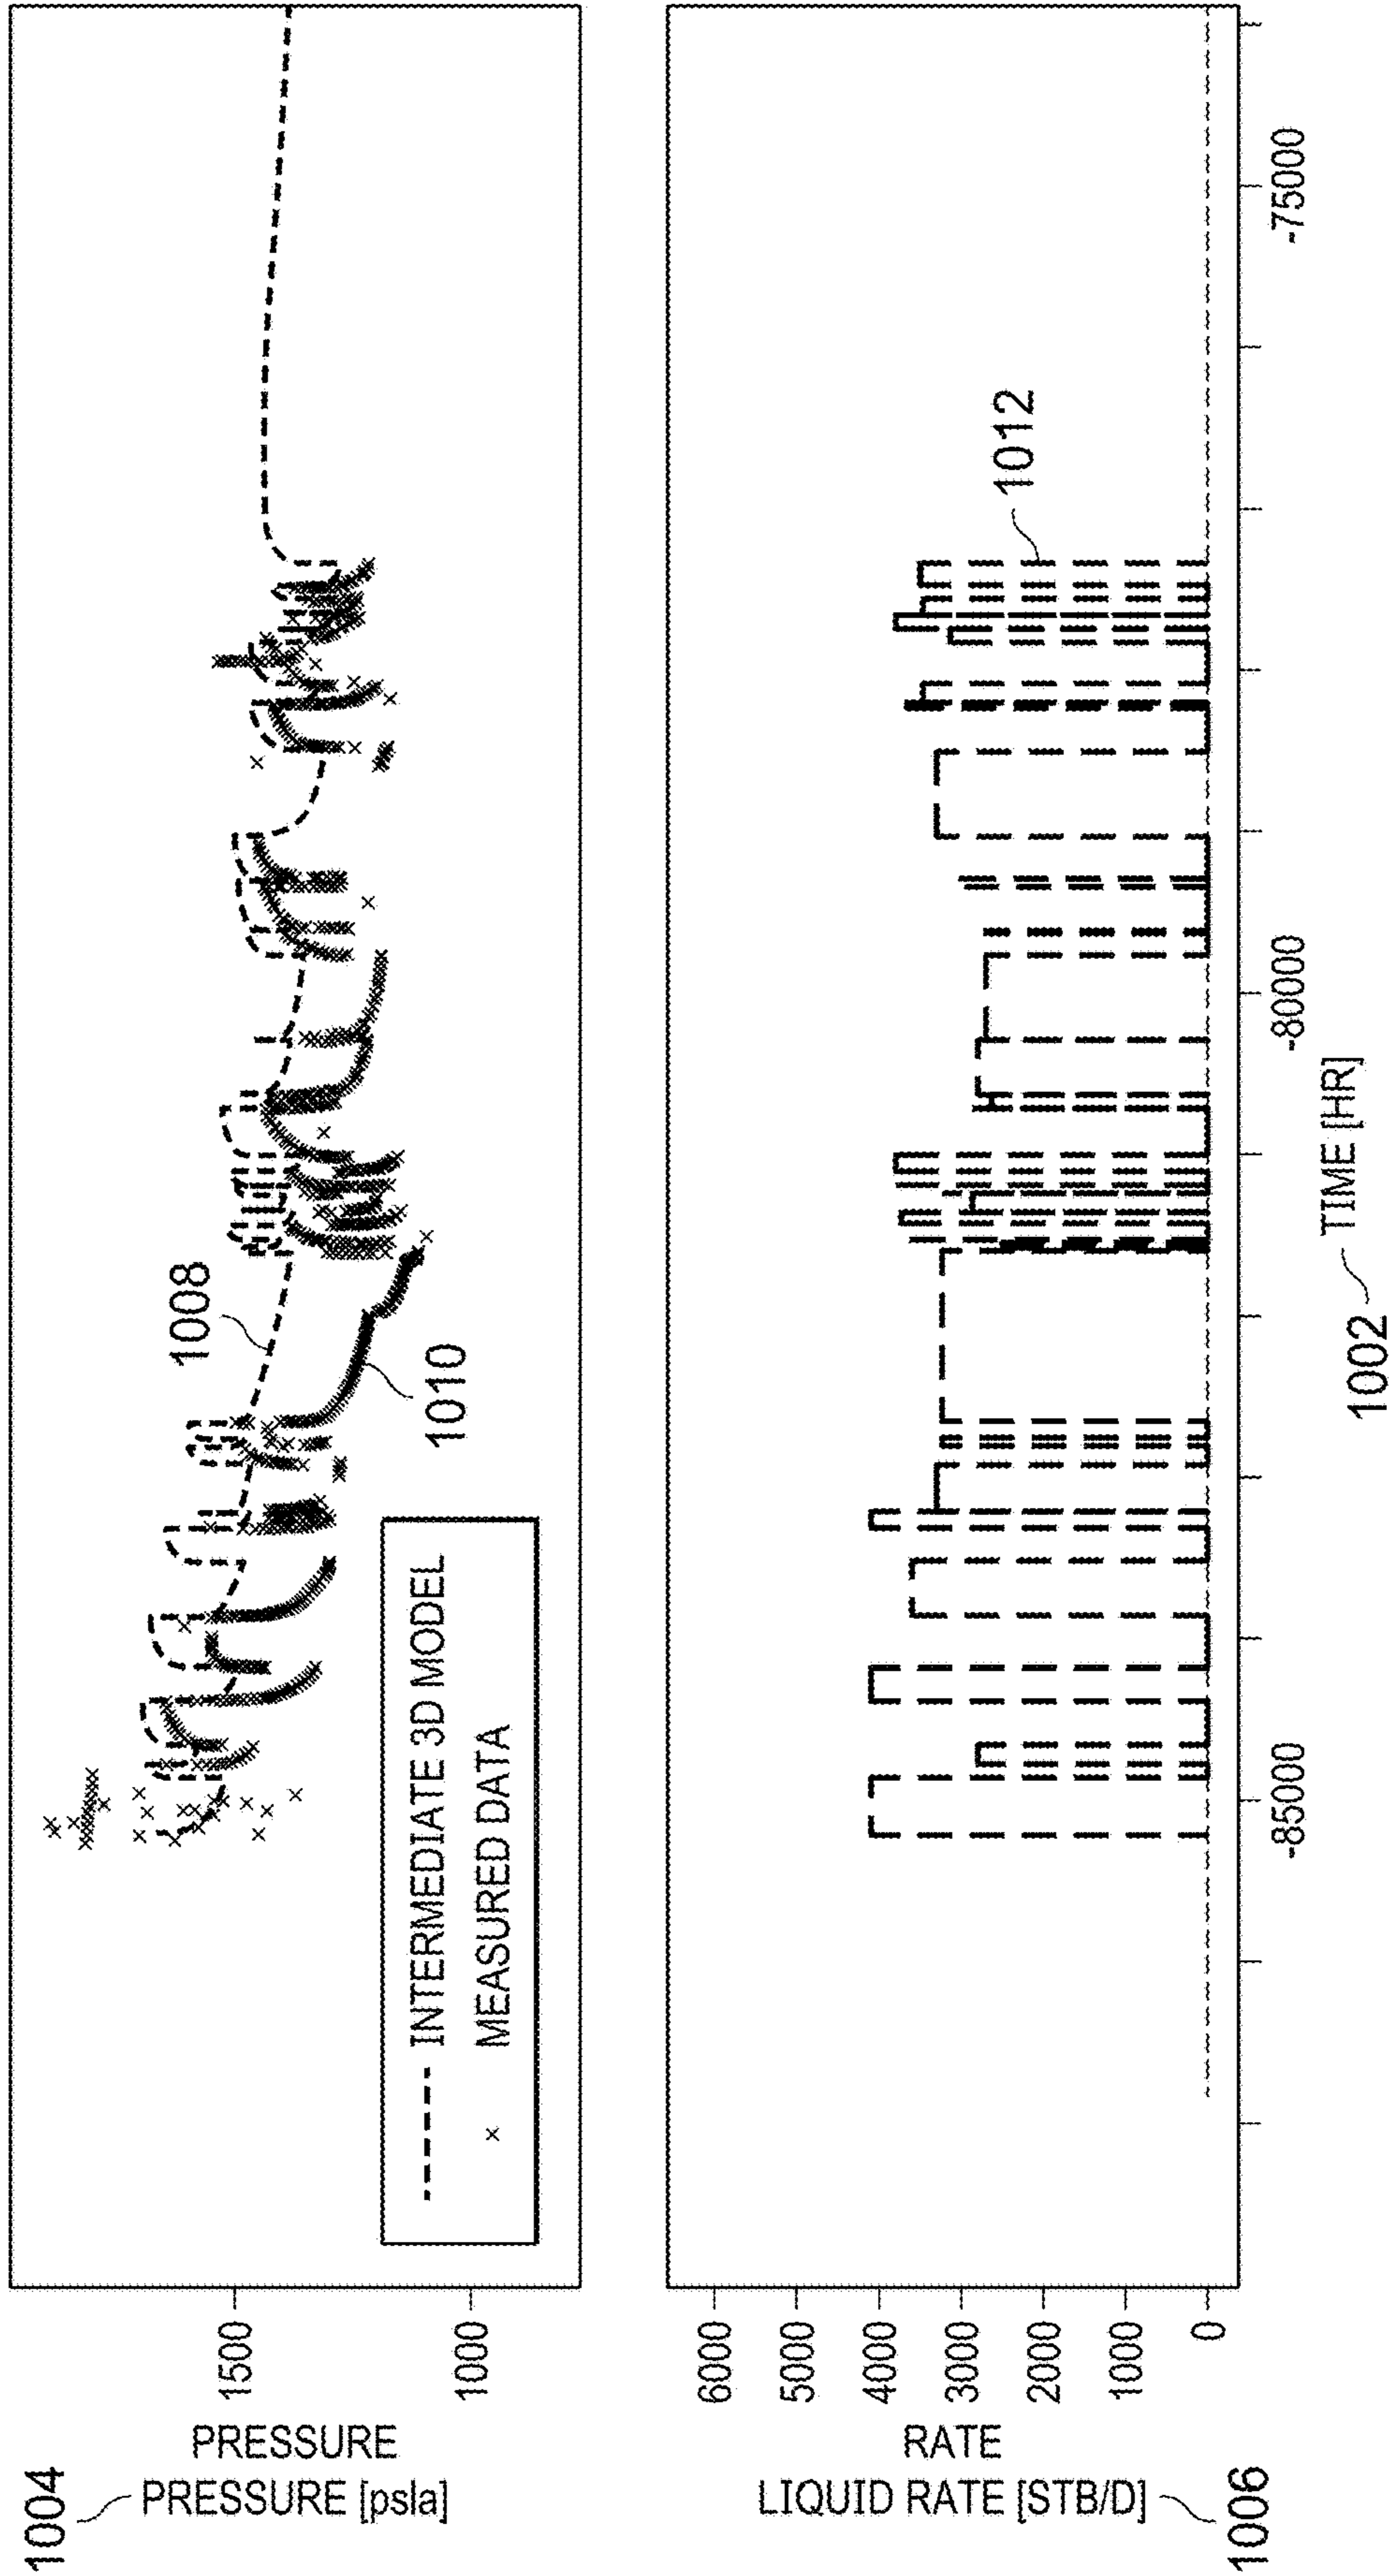 1004
PRESSURE
PRESSURE [psla]
1500
1000
1008
1010
INTERMEDIATE 3D MODEL
× MEASURED DATA
RATE
LIQUID RATE [STB/D]
1006
6000
5000
4000
3000
2000
1000
0
1012
-85000
-80000
-75000
1002
TIME [HR]